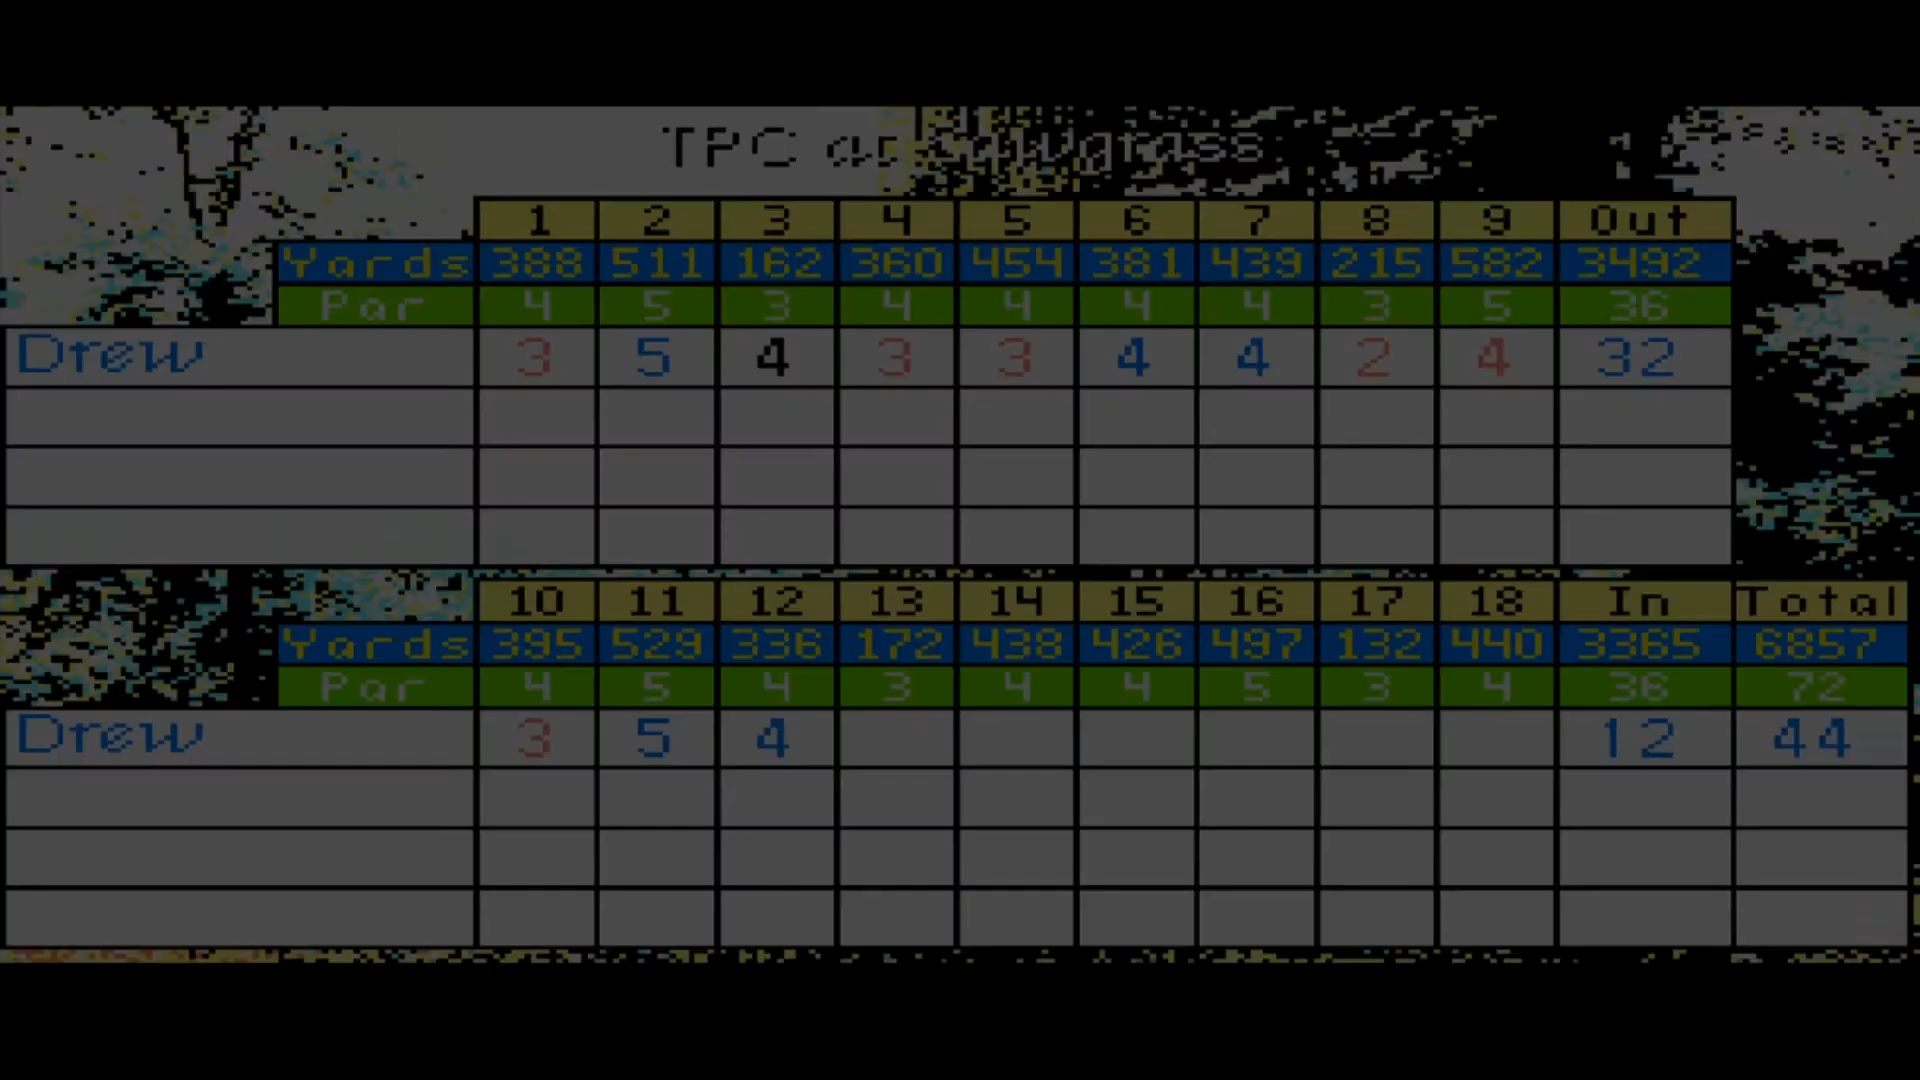 TPC at Sawgrass
1 2 3 4 5 6 7 8 9 Out
Yards 388 511 162 360 454 381 439 215 582 3492
Par 4 5 3 4 4 4 4 3 5 36
Drew 3 5 4 3 3 4 4 2 4 32
10 11 12 13 14 15 16 17 18 In Total
Yards 395 529 336 172 438 426 497 132 440 3365 6857
Par 4 5 4 3 4 4 5 3 4 36 72
Drew 3 5 4 12 44